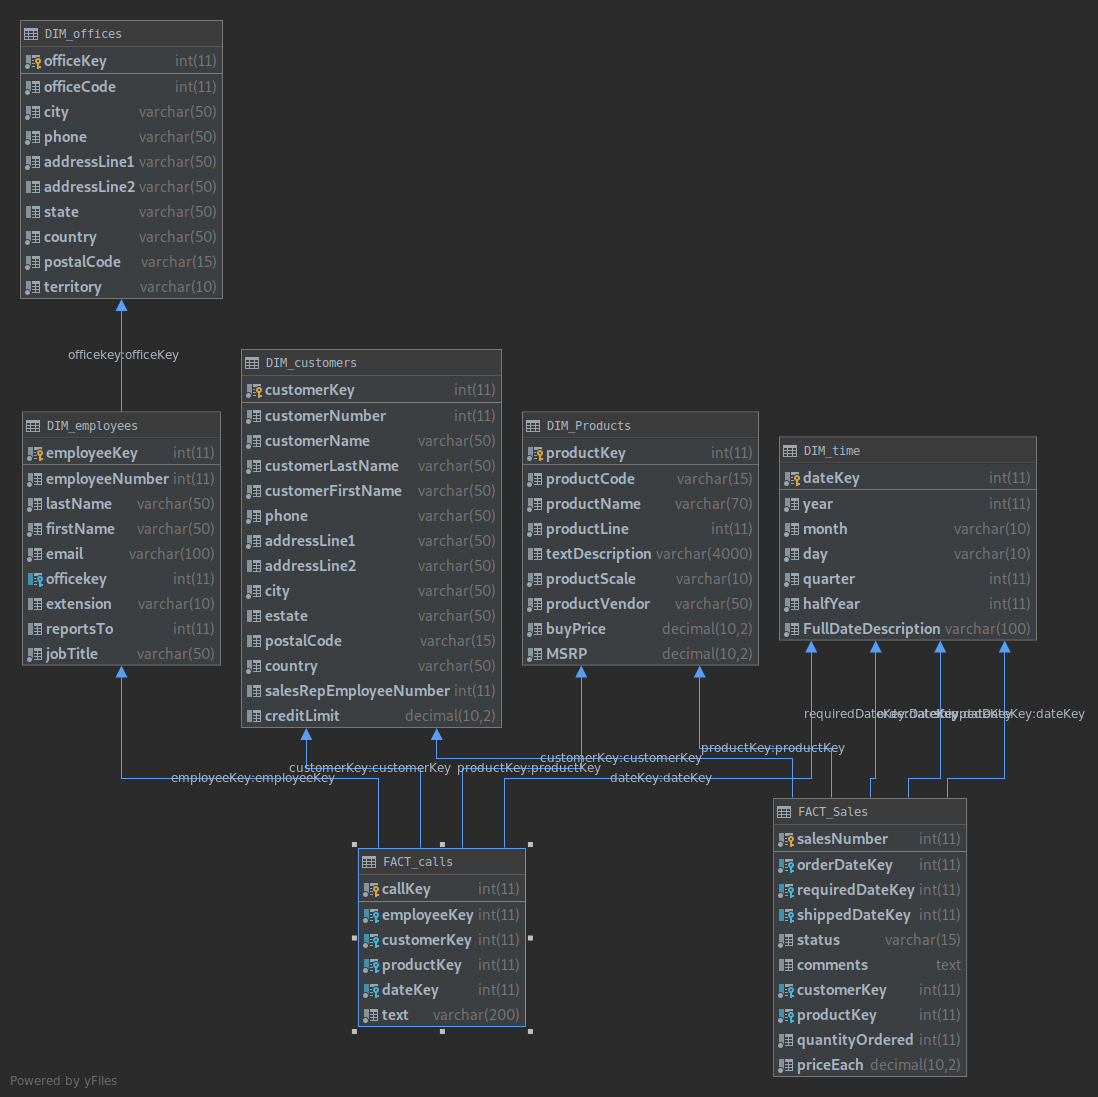 DIM_offices
officeKey int(11)
officeCode int(11)
city varchar(50)
phone varchar(50)
addressLine1 varchar(50)
addressLine2 varchar(50)
state varchar(50)
country varchar(50)
postalCode varchar(15)
territory varchar(10)
officekey:officeKey
DIM_employees
employeeKey int(11)
employeeNumber int(11)
lastName varchar(50)
firstName varchar(50)
email varchar(100)
officekey int(11)
extension varchar(10)
reportsTo int(11)
jobTitle varchar(50)
DIM_customers
customerKey int(11)
customerNumber int(11)
customerName varchar(50)
customerLastName varchar(50)
customerFirstName varchar(50)
phone varchar(50)
addressLine1 varchar(50)
addressLine2 varchar(50)
city varchar(50)
estate varchar(50)
postalCode varchar(15)
country varchar(50)
salesRepEmployeeNumber int(11)
creditLimit decimal(10,2)
DIM_Products
productKey int(11)
productCode varchar(15)
productName varchar(70)
productLine int(11)
textDescription varchar(4000)
productScale varchar(10)
productVendor varchar(50)
buyPrice decimal(10,2)
MSRP decimal(10,2)
DIM_time
dateKey int(11)
year int(11)
month varchar(10)
day varchar(10)
quarter int(11)
halfYear int(11)
FullDateDescription varchar(100)
productKey:productKey
customerKey:customerKey
customerKey:customerKey
productKey:productKey
employeeKey:employeeKey
dateKey:dateKey
FACT_calls
callKey int(11)
employeeKey int(11)
customerKey int(11)
productKey int(11)
dateKey int(11)
text varchar(200)
FACT_Sales
salesNumber int(11)
orderDateKey int(11)
requiredDateKey int(11)
shippedDateKey int(11)
status varchar(15)
comments text
customerKey int(11)
productKey int(11)
quantityOrdered int(11)
priceEach decimal(10,2)
Powered by yFiles